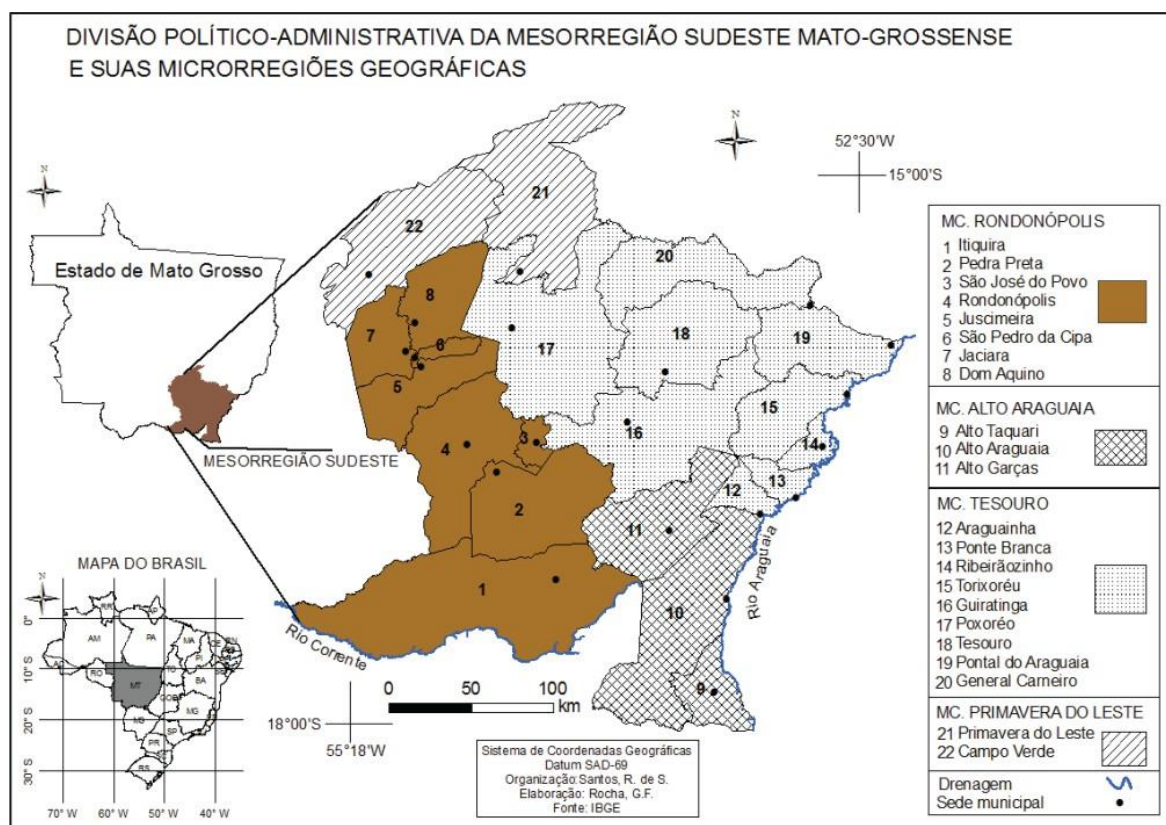 DIVISÃO POLÍTICO-ADMINISTRATIVA DA MESORREGIÃO SUDESTE MATO-GROSSENSE
E SUAS MICRORREGIÕES GEOGRÁFICAS
N
N
52°30'W
15°00'S
Estado de Mato Grosso
MESORREGIÃO SUDESTE
21
22
20
8
7
6
5
17
18
19
15
16
14
4
3
12
13
2
11
1
10
9
Rio Araguaia
Rio Corrente
0 50 100
km
18°00'S
55°18'W
MAPA DO BRASIL
N
RR
AP
AM
PA
MA
CE
RN
PI
AC
RO
TO
MT
BA
GO
MG
SP
PR
RS
0°
10°S
20°S
30°S
70° W 60° W 50° W 40° W
Sistema de Coordenadas Geográficas
Datum SAD-69
Organização:Santos, R. de S.
Elaboração: Rocha, G.F.
Fonte: IBGE
MC. RONDONÓPOLIS
1 Itiquira
2 Pedra Preta
3 São José do Povo
4 Rondonópolis
5 Juscimeira
6 São Pedro da Cipa
7 Jaciara
8 Dom Aquino
MC. ALTO ARAGUAIA
9 Alto Taquari
10 Alto Araguaia
11 Alto Garças
MC. TESOURO
12 Araguainha
13 Ponte Branca
14 Ribeirãozinho
15 Torixoréu
16 Guiratinga
17 Poxoréo
18 Tesouro
19 Pontal do Araguaia
20 General Carneiro
MC. PRIMAVERA DO LESTE
21 Primavera do Leste
22 Campo Verde
Drenagem
Sede municipal